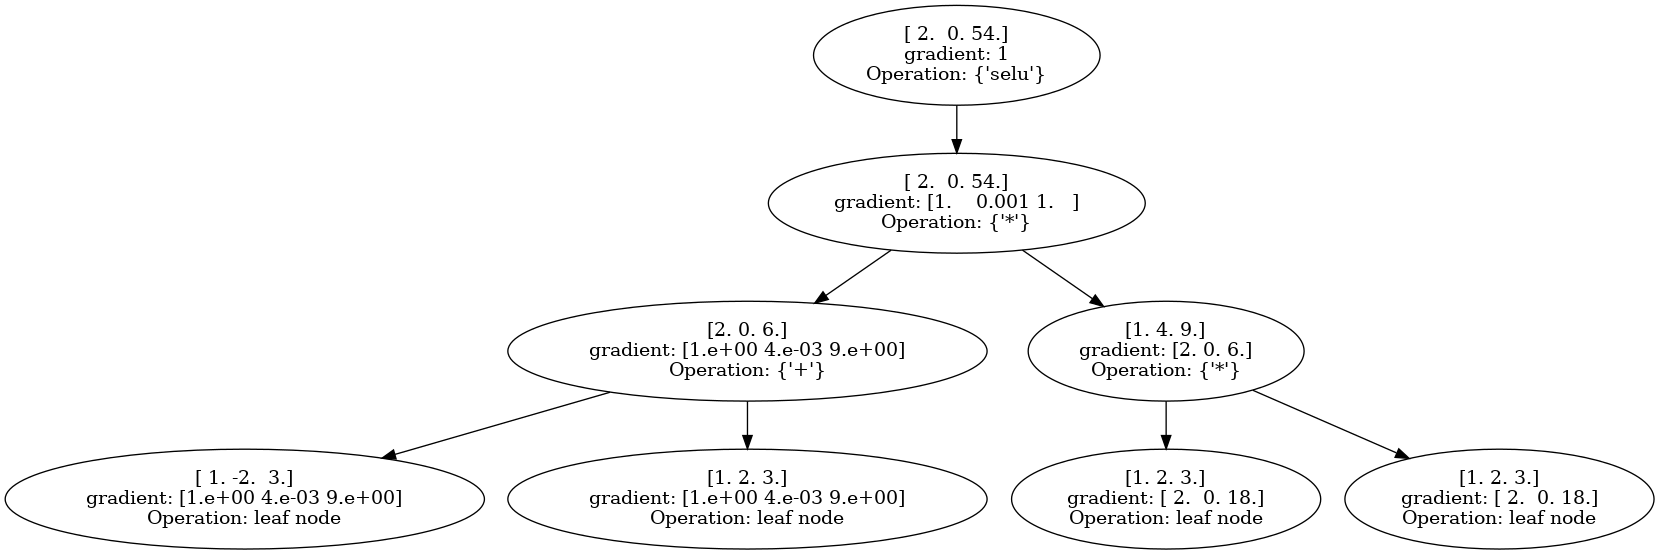 [ 2.  0. 54.]
gradient: 1
Operation: {'selu'}
[ 2.  0. 54.]
gradient: [1.    0.001 1.   ]
Operation: {'*'}
[2. 0. 6.]
gradient: [1.e+00 4.e-03 9.e+00]
Operation: {'+'}
[1. 4. 9.]
gradient: [2. 0. 6.]
Operation: {'*'}
[ 1. -2.  3.]
gradient: [1.e+00 4.e-03 9.e+00]
Operation: leaf node
[1. 2. 3.]
gradient: [1.e+00 4.e-03 9.e+00]
Operation: leaf node
[1. 2. 3.]
gradient: [ 2.  0. 18.]
Operation: leaf node
[1. 2. 3.]
gradient: [ 2.  0. 18.]
Operation: leaf node